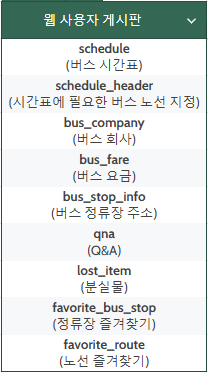 웹 사용자 게시판
schedule
(버스 시간표)
schedule_header
(시간표에 필요한 버스 노선 지정)
bus_company
(버스 회사)
bus_fare
(버스 요금)
bus_stop_info
(버스 정류장 주소)
qna
(Q&A)
lost_item
(분실물)
favorite_bus_stop
(정류장 즐겨찾기)
favorite_route
(노선 즐겨찾기)